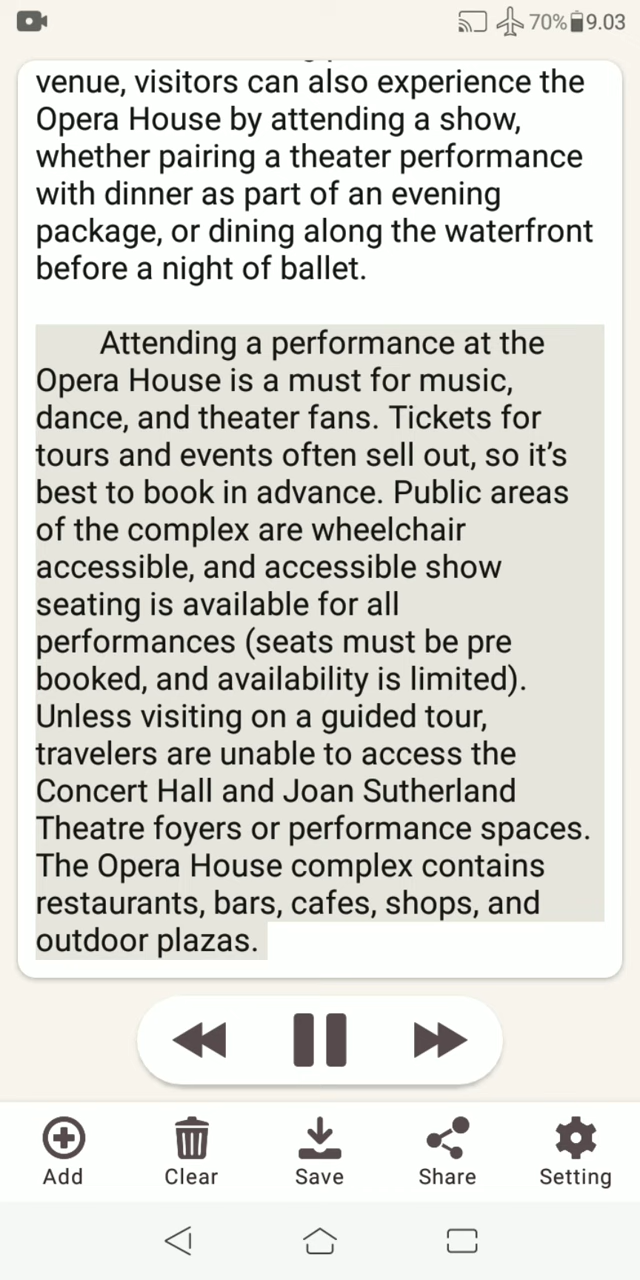 70% 9.03
venue, visitors can also experience the
Opera House by attending a show,
whether pairing a theater performance
with dinner as part of an evening
package, or dining along the waterfront
before a night of ballet.
Attending a performance at the
Opera House is a must for music,
dance, and theater fans. Tickets for
tours and events often sell out, so it’s
best to book in advance. Public areas
of the complex are wheelchair
accessible, and accessible show
seating is available for all
performances (seats must be pre
booked, and availability is limited).
Unless visiting on a guided tour,
travelers are unable to access the
Concert Hall and Joan Sutherland
Theatre foyers or performance spaces.
The Opera House complex contains
restaurants, bars, cafes, shops, and
outdoor plazas.
Add Clear Save Share Setting